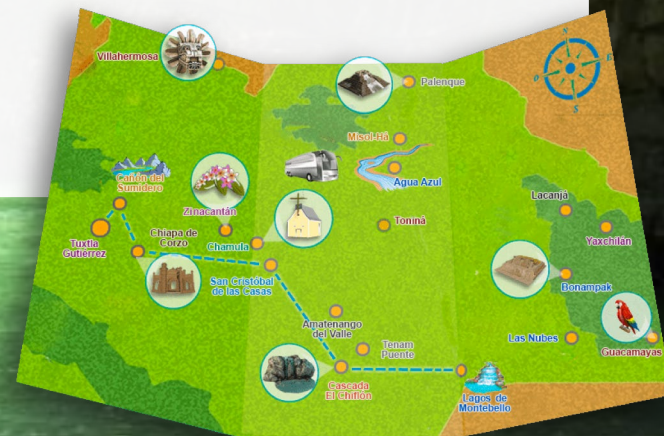 Villahermosa
Palenque
Misol-Há
Cañón del
Sumidero
Agua Azul
Zinacantán
Lacanjá
Tuxtla
Gutiérrez
Chiapa de
Corzo
Chamula
Toniná
Yaxchilán
San Cristóbal
de las Casas
Bonampak
Amatenango
del Valle
Tenam
Puente
Las Nubes
Guacamayas
Cascada
El Chiflón
Lagos de
Montebello
N
E
S
O